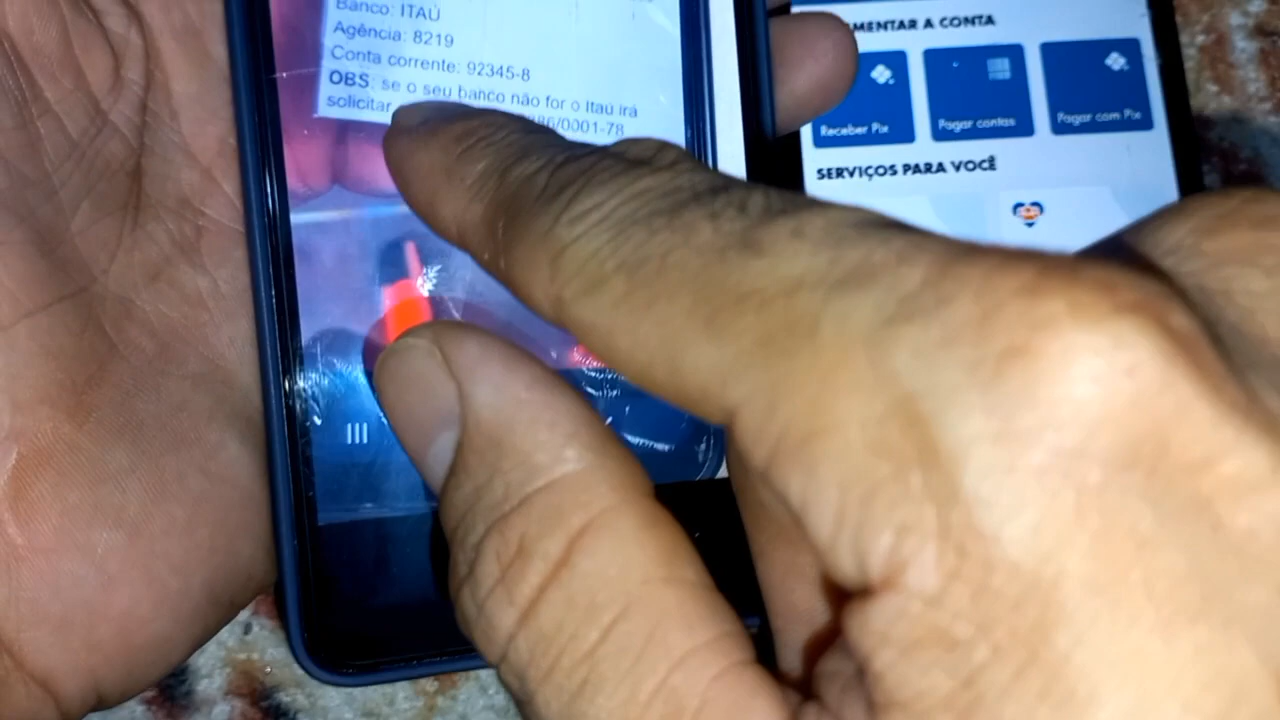 Banco: ITAÚ
Agência: 8219
Conta corrente: 92345-8
OBS: se o seu banco não for o Itaú irá
solicitar
86/0001-78
MENTAR A CONTA
Receber Pix
Pagar contas
Pagar com Pix
SERVIÇOS PARA VOCÊ